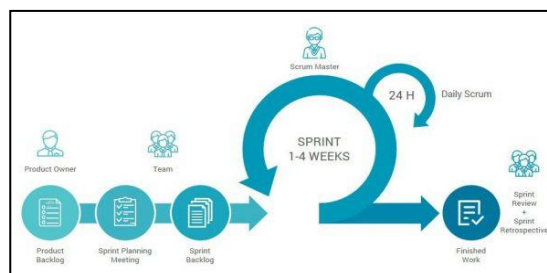 Scrum Master
24 H
Daily Scrum
SPRINT
1-4 WEEKS
Product Owner
Team
Sprint
Review
+
Sprint
Retrospective
Product
Backlog
Sprint Planning
Meeting
Sprint
Backlog
Finished
Work